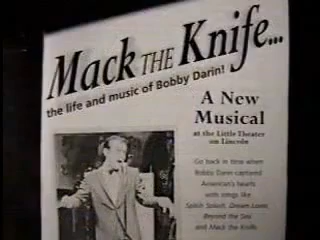 Mack THE Knife...
the life and music of Bobby Darin!
A New
Musical
at the Little Theater
on Lincoln
Go back in time when
Bobby Darin captured
American's hearts
with songs like
Splish Splash, Dream Lover,
Beyond the Sea
and Mack the Knife.